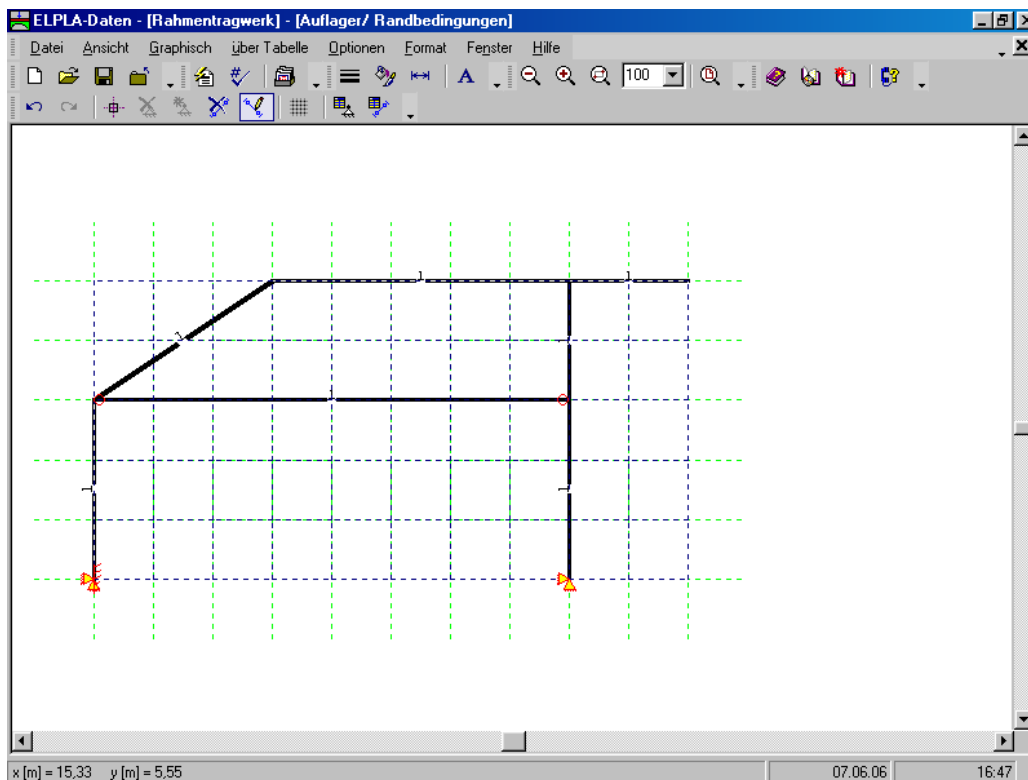 ELPLA-Daten - [Rahmentragwerk] - [Auflager/ Randbedingungen]
Datei Ansicht Graphisch über Tabelle Optionen Format Fenster Hilfe
A 100
1 1
1 1
1
1 1
x [m] = 15,33 y [m] = 5,55 07.06.06 16:47